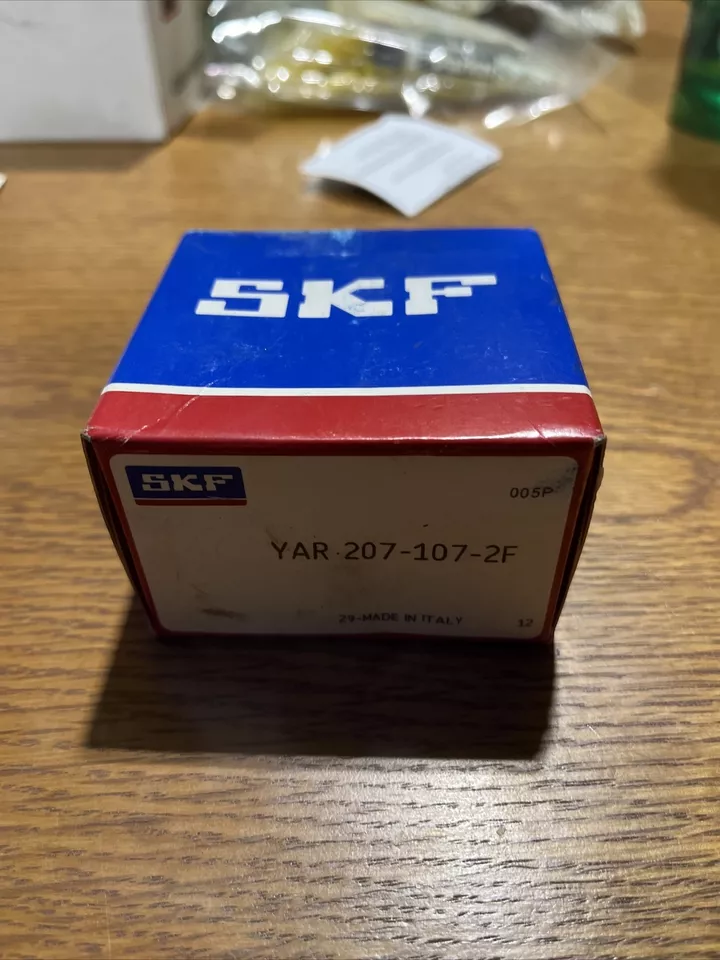 SKF
SKF
005P
YAR 207-107-2F
29-MADE IN ITALY
12